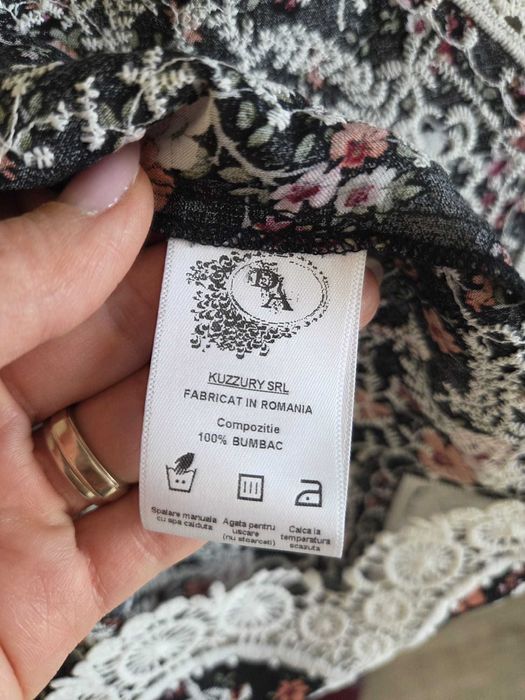 DA
KUZZURY SRL
FABRICAT IN ROMANIA
Compozitie
100% BUMBAC
Spalare manuala
cu apa calduta
Agata pentru
uscare
(nu stoarceti)
Calca la
temperatura
scazuta